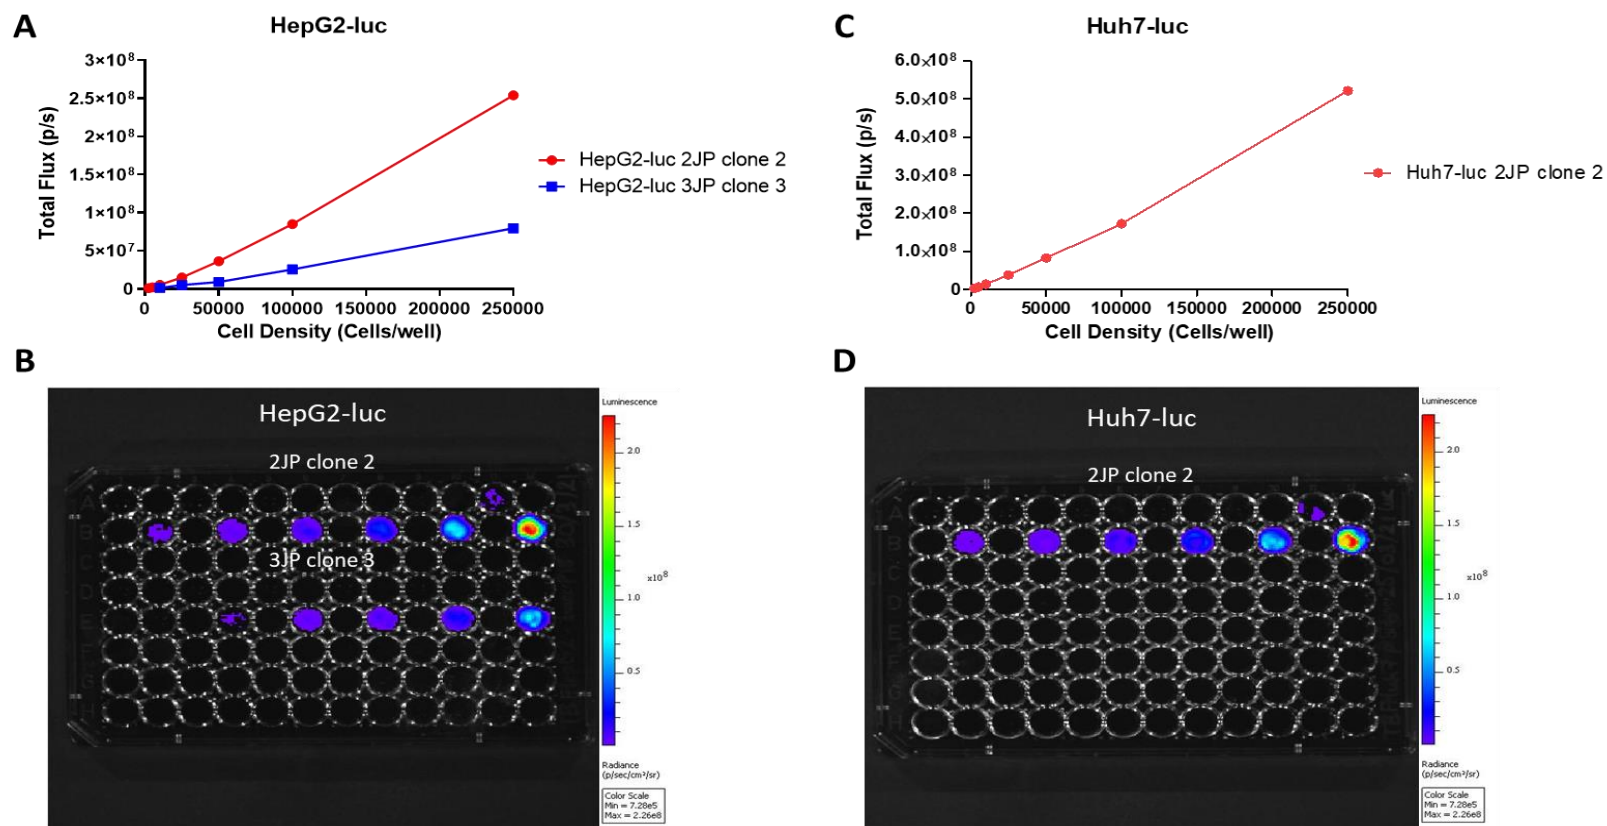 A
HepG2-luc
3×10⁸
2.5×10⁸
2×10⁸
1.5×10⁸
1×10⁸
5×10⁷
0
Total Flux (p/s)
0 50000 100000 150000 200000 250000
Cell Density (Cells/well)
HepG2-luc 2JP clone 2
HepG2-luc 3JP clone 3
C
Huh7-luc
6.0×10⁸
5.0×10⁸
4.0×10⁸
3.0×10⁸
2.0×10⁸
1.0×10⁸
0
Total Flux (p/s)
0 50000 100000 150000 200000 250000
Cell Density (Cells/well)
Huh7-luc 2JP clone 2
B
HepG2-luc
2JP clone 2
3JP clone 3
A
B
C
D
E
F
G
H
Luminescence
2.0
1.5
x10⁸
1.0
0.5
Radiance
(p/sec/cm²/sr)
Color Scale
Min = 7.28e5
Max = 2.26e8
D
Huh7-luc
2JP clone 2
A
B
C
D
E
F
G
H
Luminescence
2.0
1.5
x10⁸
1.0
0.5
Radiance
(p/sec/cm²/sr)
Color Scale
Min = 7.28e5
Max = 2.26e8